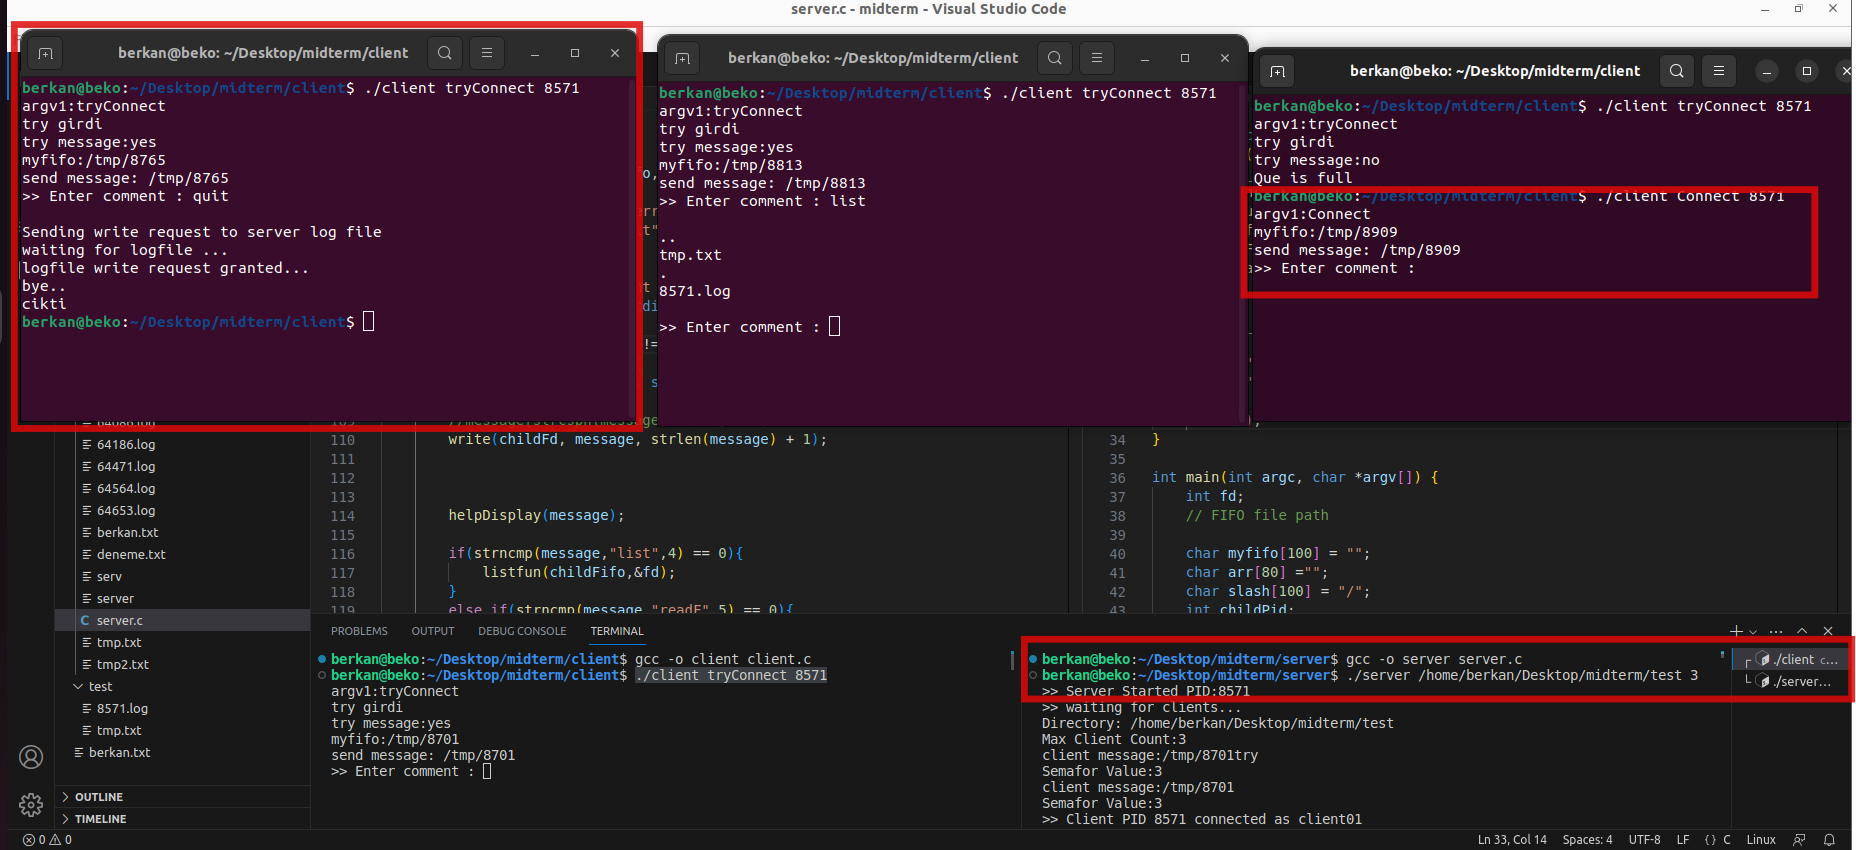 server.c - midterm - Visual Studio Code
berkan@beko: ~/Desktop/midterm/client
berkan@beko:~/Desktop/midterm/client$ ./client tryConnect 8571
argv1:tryConnect
try girdi
try message:yes
myfifo:/tmp/8765
send message: /tmp/8765
>> Enter comment : quit
Sending write request to server log file
waiting for logfile ...
logfile write request granted...
bye..
cikti
berkan@beko:~/Desktop/midterm/client$
berkan@beko: ~/Desktop/midterm/client
berkan@beko:~/Desktop/midterm/client$ ./client tryConnect 8571
argv1:tryConnect
try girdi
try message:yes
myfifo:/tmp/8813
send message: /tmp/8813
>> Enter comment : list
..
tmp.txt
.
8571.log
>> Enter comment :
berkan@beko: ~/Desktop/midterm/client
berkan@beko:~/Desktop/midterm/client$ ./client tryConnect 8571
argv1:tryConnect
try girdi
try message:no
Que is full
berkan@beko:~/Desktop/midterm/client$ ./client Connect 8571
argv1:Connect
myfifo:/tmp/8909
send message: /tmp/8909
>> Enter comment :
64186.log
64471.log
64564.log
64653.log
berkan.txt
deneme.txt
serv
server
C server.c
tmp.txt
tmp2.txt
test
8571.log
tmp.txt
berkan.txt
OUTLINE
TIMELINE
110 write(childFd, message, strlen(message) + 1);
111
112
113
114 helpDisplay(message);
115
116 if(strncmp(message,"list",4) == 0){
117 listfun(childFifo,&fd);
118 }
119 else if(strncmp(message,"readF",5) == 0){
34 }
35
36 int main(int argc, char *argv[]) {
37 int fd;
38 // FIFO file path
39
40 char myfifo[100] = "";
41 char arr[80] ="";
42 char slash[100] = "/";
43 int childPid;
PROBLEMS OUTPUT DEBUG CONSOLE TERMINAL
berkan@beko:~/Desktop/midterm/client$ gcc -o client client.c
berkan@beko:~/Desktop/midterm/client$ ./client tryConnect 8571
argv1:tryConnect
try girdi
try message:yes
myfifo:/tmp/8701
send message: /tmp/8701
>> Enter comment :
berkan@beko:~/Desktop/midterm/server$ gcc -o server server.c
berkan@beko:~/Desktop/midterm/server$ ./server /home/berkan/Desktop/midterm/test 3
>> Server Started PID:8571
>> waiting for clients...
Directory: /home/berkan/Desktop/midterm/test
Max Client Count:3
client message:/tmp/8701try
Semafor Value:3
client message:/tmp/8701
Semafor Value:3
>> Client PID 8571 connected as client01
./client c...
./server...
0 0
Ln 33, Col 14 Spaces: 4 UTF-8 LF {} C Linux